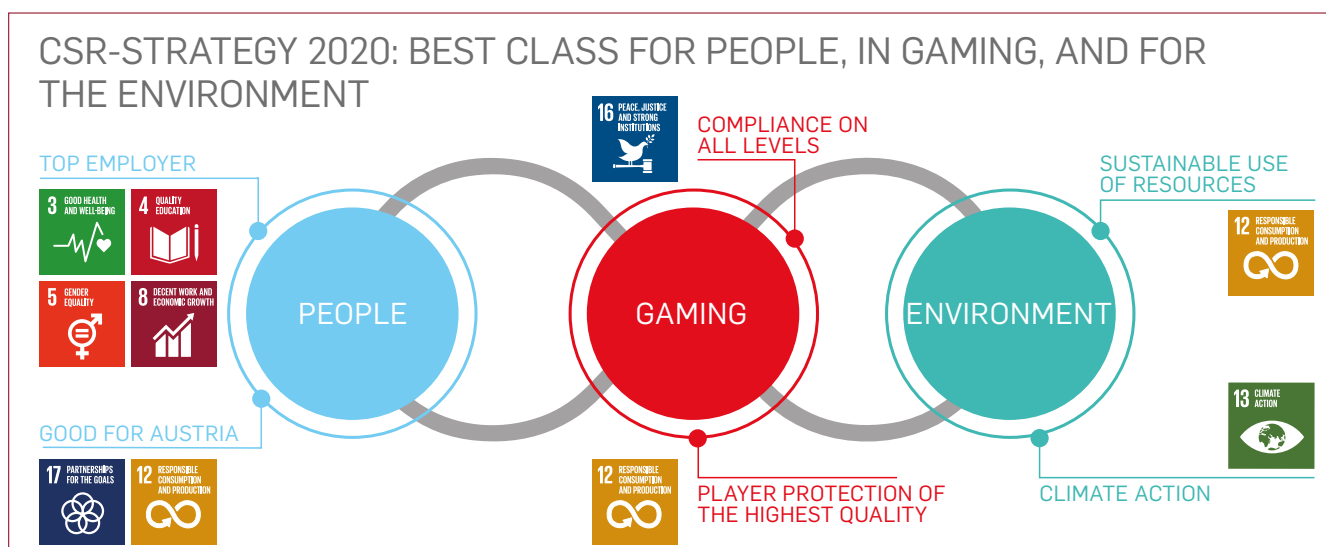 CSR-STRATEGY 2020: BEST CLASS FOR PEOPLE, IN GAMING, AND FOR
THE ENVIRONMENT
TOP EMPLOYER
3 GOOD HEALTH
AND WELL-BEING
4 QUALITY
EDUCATION
5 GENDER
EQUALITY
8 DECENT WORK AND
ECONOMIC GROWTH
GOOD FOR AUSTRIA
17 PARTNERSHIPS
FOR THE GOALS
12 RESPONSIBLE
CONSUMPTION
AND PRODUCTION
PEOPLE
16 PEACE, JUSTICE
AND STRONG
INSTITUTIONS
COMPLIANCE ON
ALL LEVELS
GAMING
12 RESPONSIBLE
CONSUMPTION
AND PRODUCTION
PLAYER PROTECTION OF
THE HIGHEST QUALITY
SUSTAINABLE USE
OF RESOURCES
12 RESPONSIBLE
CONSUMPTION
AND PRODUCTION
ENVIRONMENT
13 CLIMATE
ACTION
CLIMATE ACTION